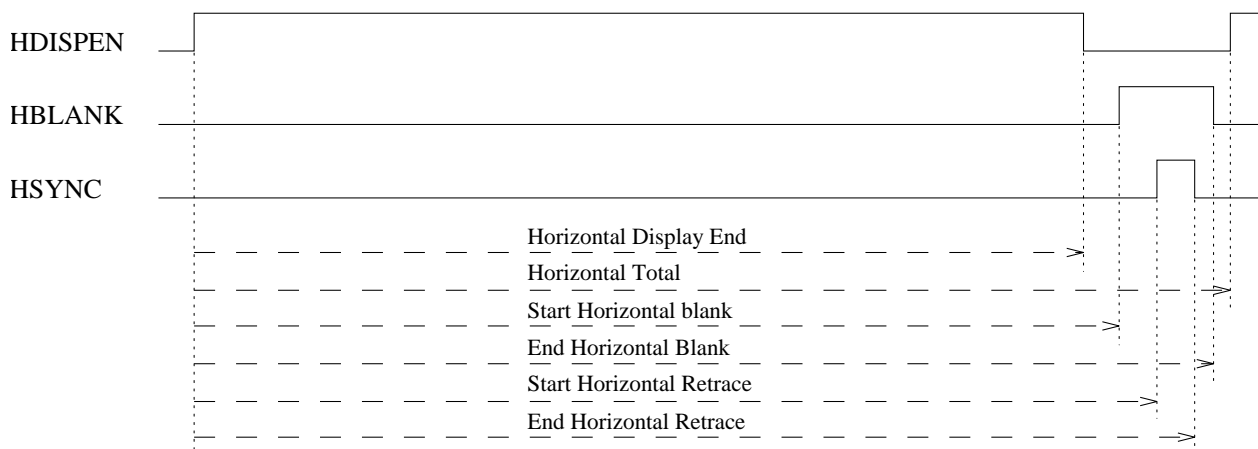 HDISPEN
HBLANK
HSYNC
Horizontal Display End
Horizontal Total
Start Horizontal blank
End Horizontal Blank
Start Horizontal Retrace
End Horizontal Retrace